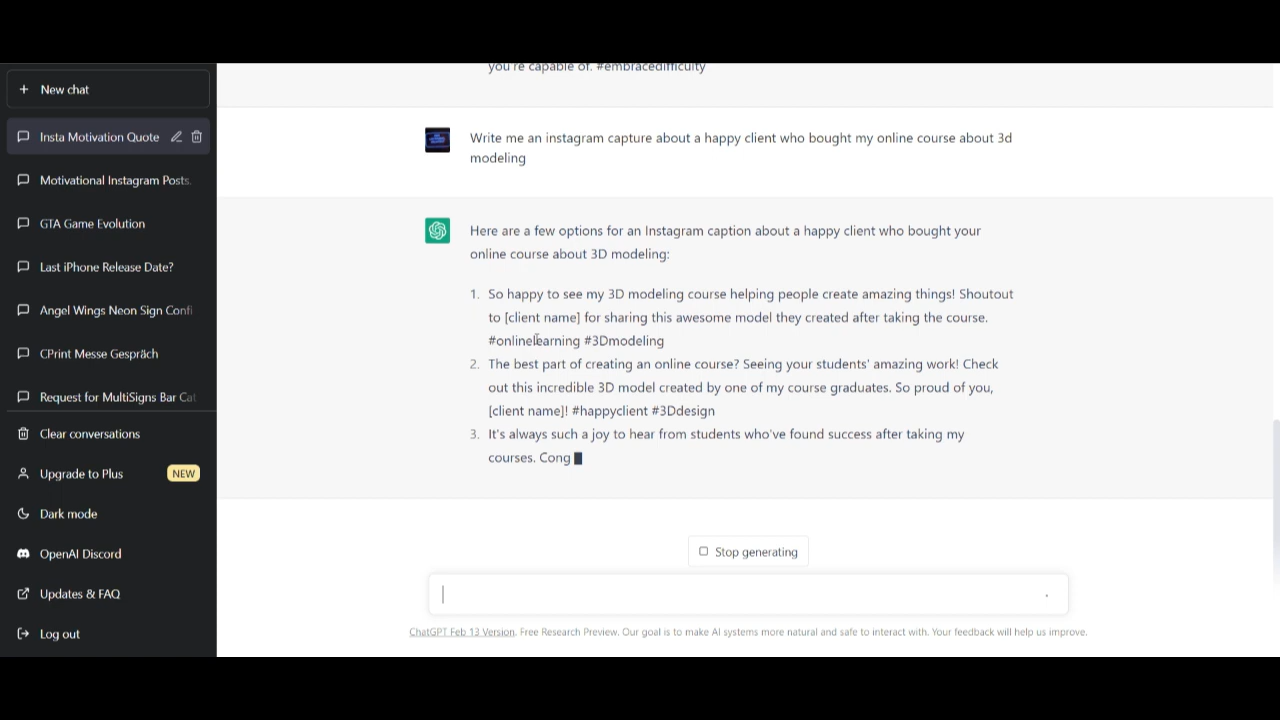 New chat
Insta Motivation Quote
Motivational Instagram Posts.
GTA Game Evolution
Last iPhone Release Date?
Angel Wings Neon Sign Confi
CPrint Messe Gespräch
Request for MultiSigns Bar Cat
Clear conversations
Upgrade to Plus NEW
Dark mode
OpenAI Discord
Updates & FAQ
Log out
you're capable of. #embracedifficulty
Write me an instagram capture about a happy client who bought my online course about 3d
modeling
Here are a few options for an Instagram caption about a happy client who bought your
online course about 3D modeling:
1. So happy to see my 3D modeling course helping people create amazing things! Shoutout
to [client name] for sharing this awesome model they created after taking the course.
#onlinelearning #3Dmodeling
2. The best part of creating an online course? Seeing your students' amazing work! Check
out this incredible 3D model created by one of my course graduates. So proud of you,
[client name]! #happyclient #3Ddesign
3. It's always such a joy to hear from students who've found success after taking my
courses. Cong
Stop generating
ChatGPT Feb 13 Version. Free Research Preview. Our goal is to make AI systems more natural and safe to interact with. Your feedback will help us improve.